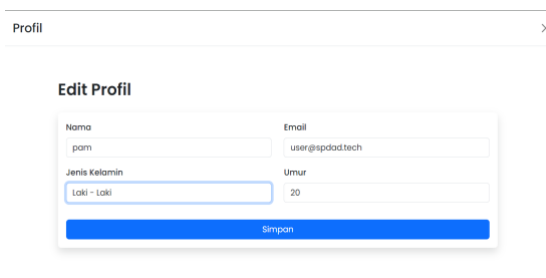 Profil
Edit Profil
Nama
Email
pam
user@spdad.tech
Jenis Kelamin
Umur
Laki - Laki
20
Simpan